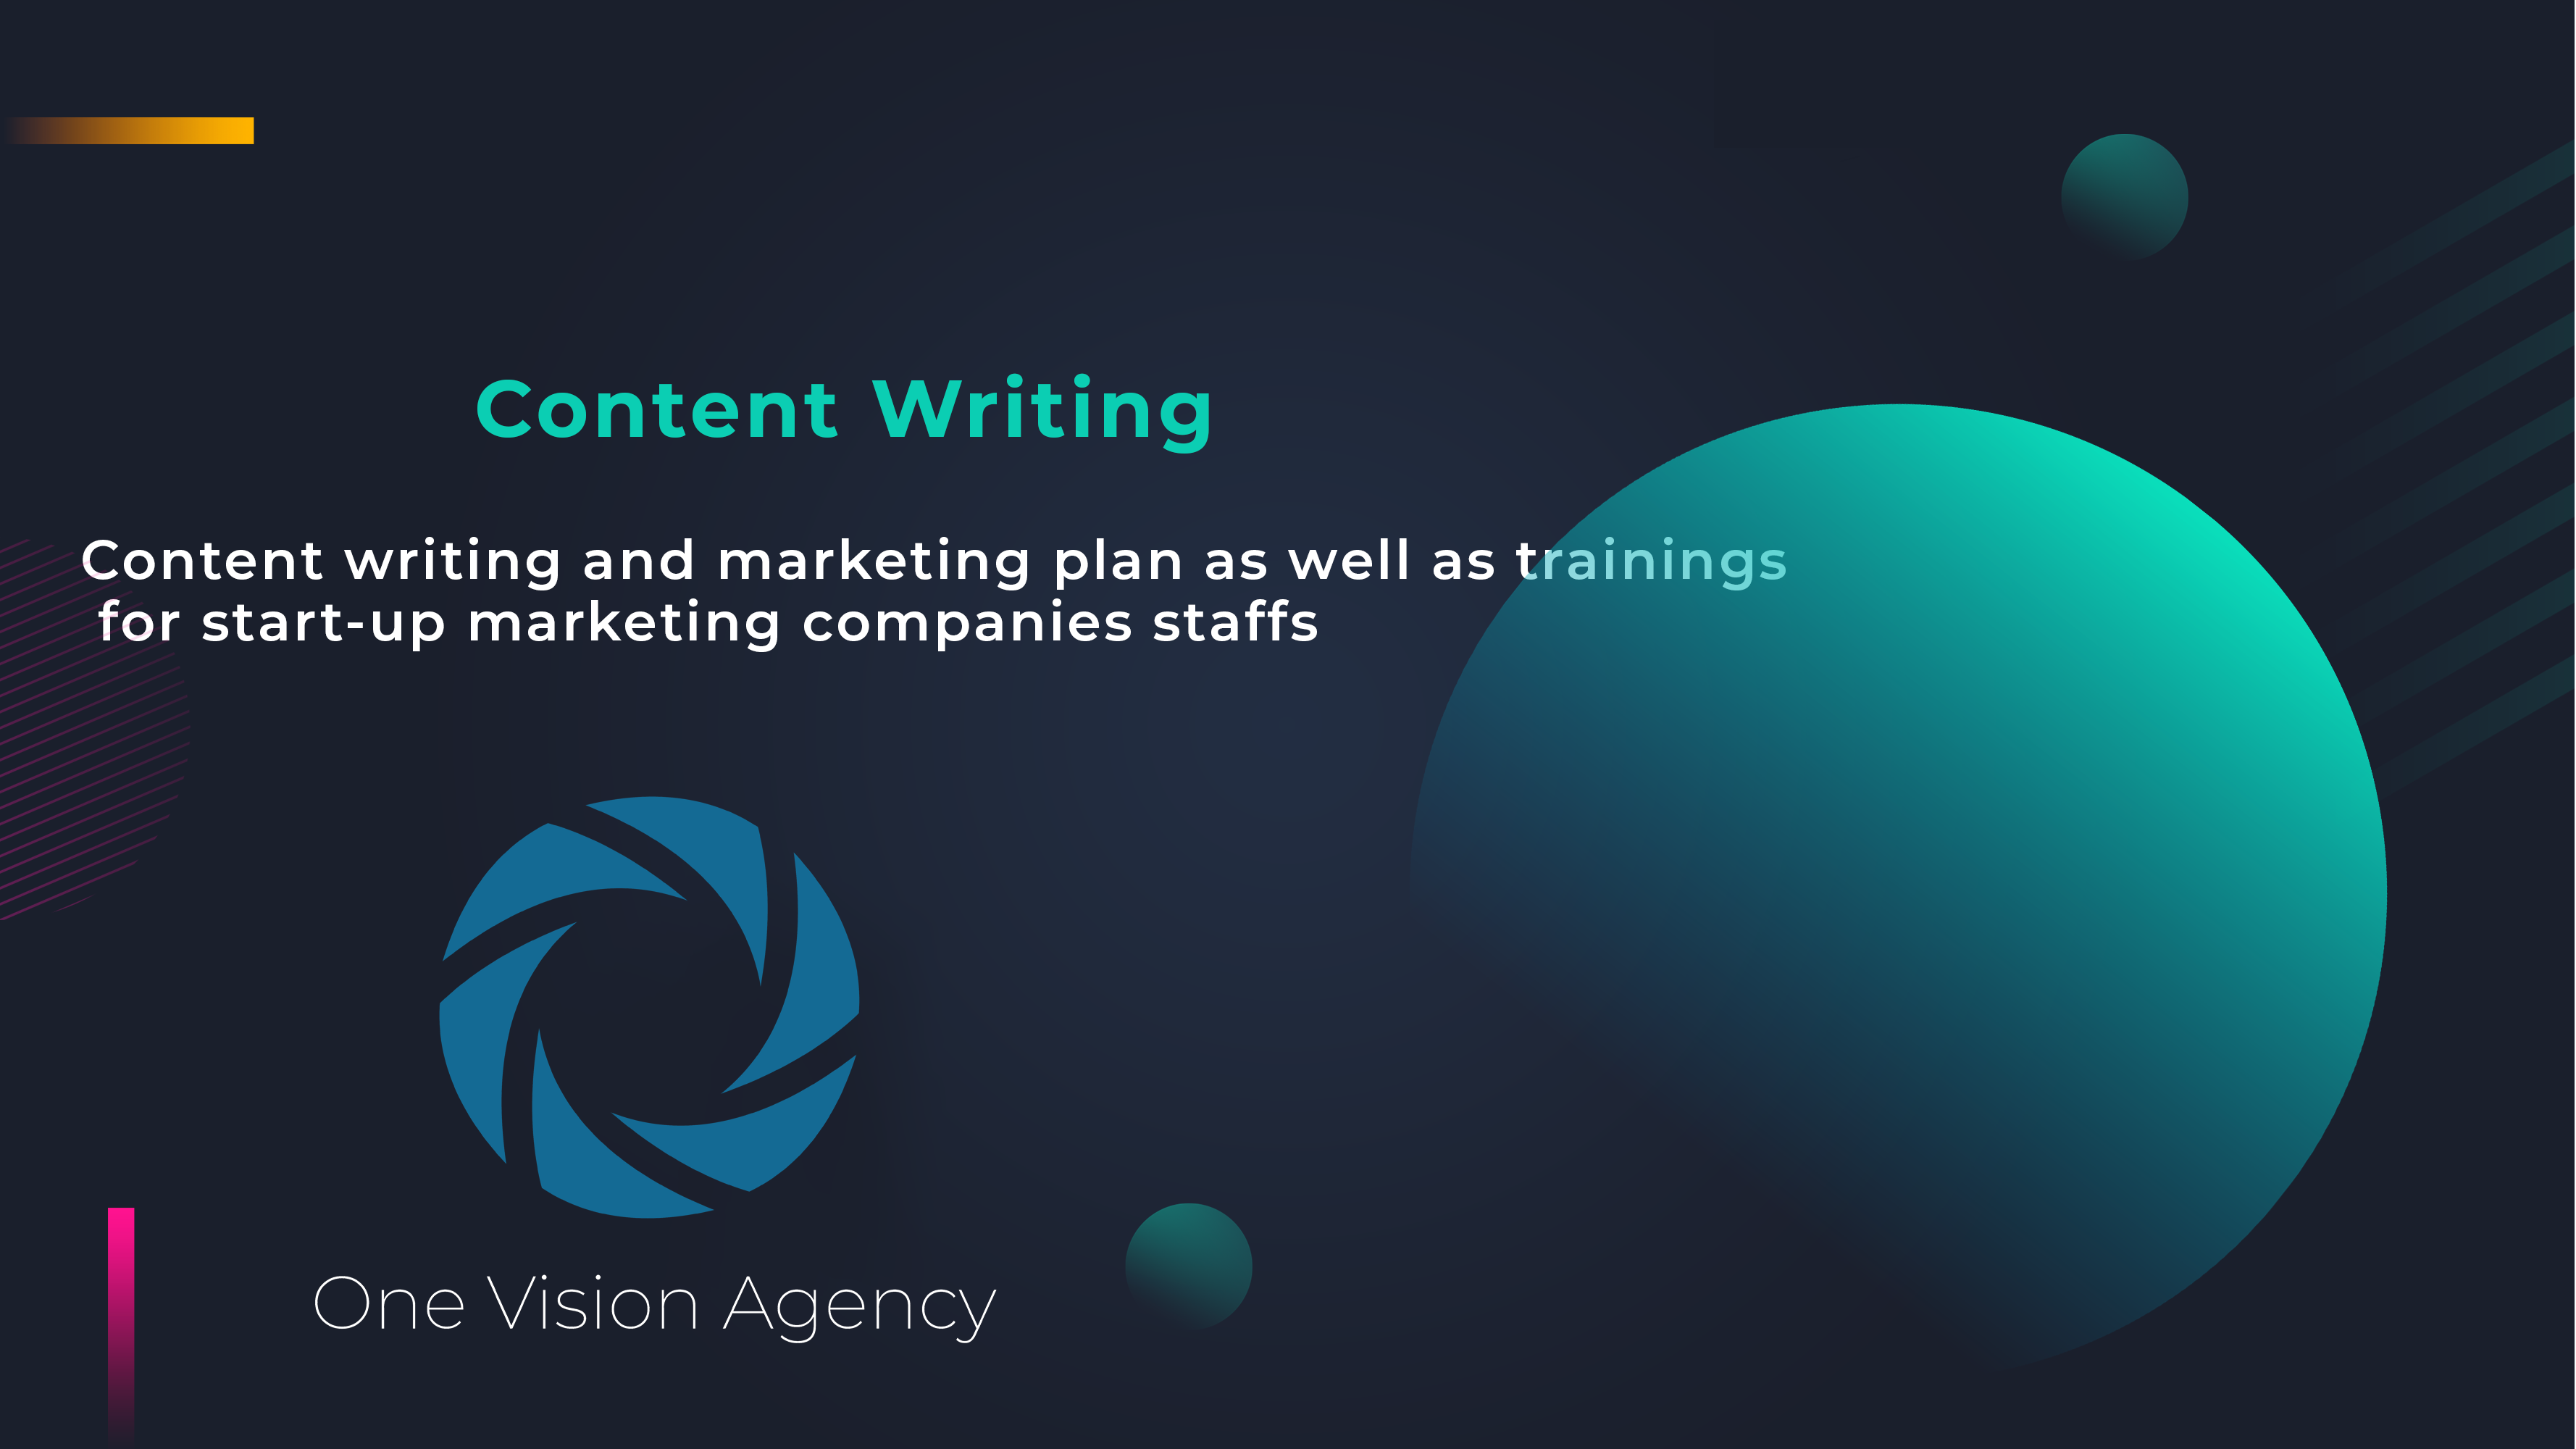 Content Writing
Content writing and marketing plan as well as trainings
for start-up marketing companies staffs
One Vision Agency